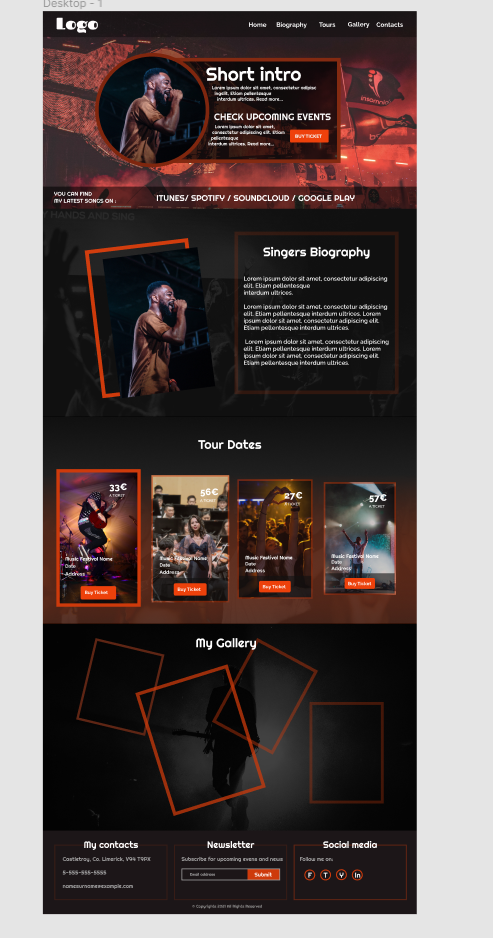 Desktop - 1
Logo
Home Biography Tours Gallery Contacts
Short intro
Lorem ipsum dolor sit amet, consectetur adipisc
ingelit. Etiam pellentesque
interdum ultrices. Read more...
CHECK UPCOMING EVENTS
Lorem ipsum dolor sit amet,
consectetur adipiscing elit. Etiam
pellentesque
interdum ultrices. Read more...
BUY TICKET
insomnia
YOU CAN FIND
MY LATEST SONGS ON :
ITUNES/ SPOTIFY / SOUNDCLOUD / GOOGLE PLAY
HANDS AND SING
Singers Biography
Lorem ipsum dolor sit amet, consectetur adipiscing
elit. Etiam pellentesque
interdum ultrices.
Lorem ipsum dolor sit amet, consectetur adipiscing
elit. Etiam pellentesque interdum ultrices. Lorem
ipsum dolor sit amet, consectetur adipiscing elit.
Etiam pellentesque interdum ultrices.
Lorem ipsum dolor sit amet, consectetur adipiscing
elit. Etiam pellentesque interdum ultrices. Lorem
ipsum dolor sit amet, consectetur adipiscing elit.
Etiam pellentesque interdum ultrices.
Tour Dates
33€
A TICKET
Music Festival Name
Date
Address
Buy Ticket
56€
A TICKET
Music Festival Name
Date
Address
Buy Ticket
27€
A TICKET
Music Festival Name
Date
Address
Buy Ticket
57€
A TICKET
Music Festival Name
Date
Address
Buy Ticket
My Gallery
My contacts
Castletroy, Co. Limerick, V94 T9PX
5-555-555-5555
namesurname@example.com
Newsletter
Subscribe for upcoming evens and news
Email address
Submit
Social media
Follow me on:
F T Y in
© Copyrights 2021 All Rights Reserved